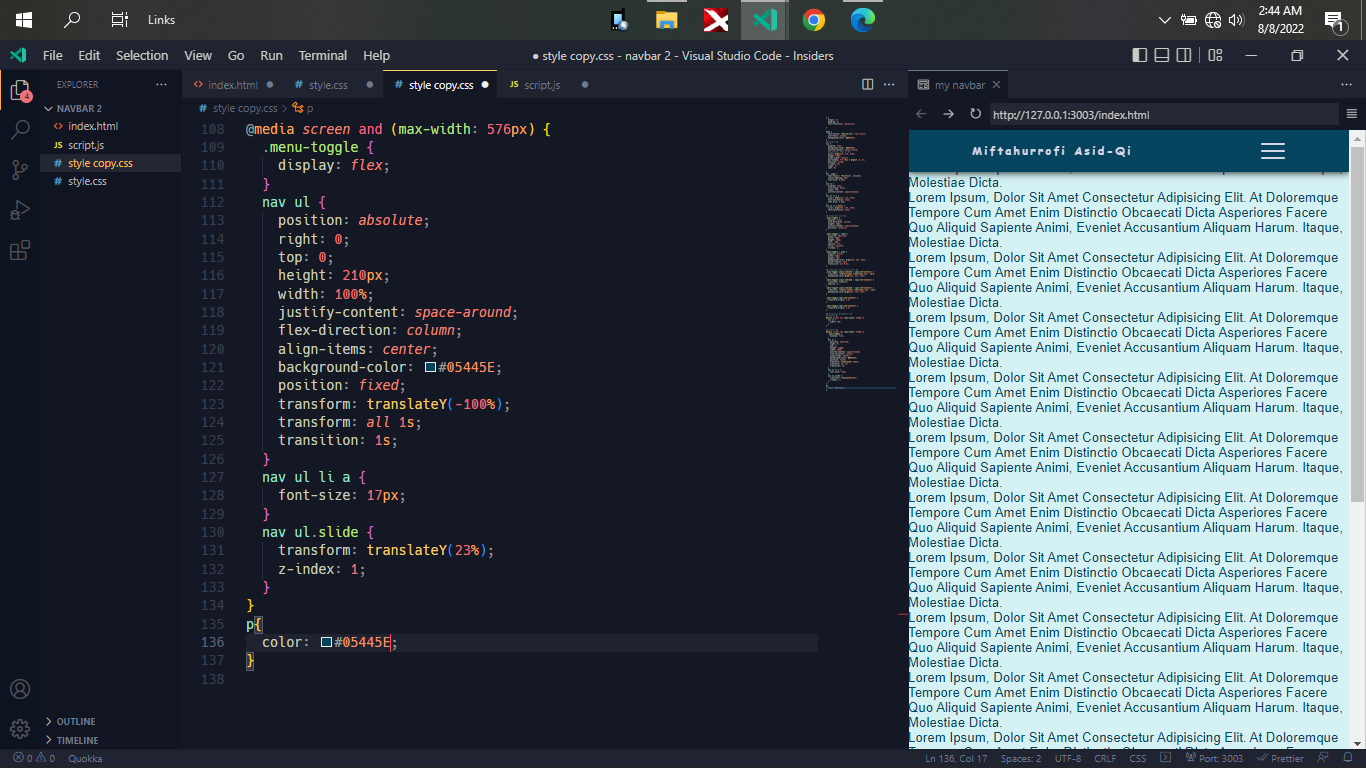 Links
2:44 AM
8/8/2022
1
File Edit Selection View Go Run Terminal Help
● style copy.css - navbar 2 - Visual Studio Code - Insiders
EXPLORER ...
4
NAVBAR 2
<> index.html
JS script.js
# style copy.css
# style.css
OUTLINE
TIMELINE
<> index.html ● # style.css ● # style copy.css ● JS script.js ●
# style copy.css > p
108 @media screen and (max-width: 576px) {
109 .menu-toggle {
110 display: flex;
111 }
112 nav ul {
113 position: absolute;
114 right: 0;
115 top: 0;
116 height: 210px;
117 width: 100%;
118 justify-content: space-around;
119 flex-direction: column;
120 align-items: center;
121 background-color: #05445E;
122 position: fixed;
123 transform: translateY(-100%);
124 transform: all 1s;
125 transition: 1s;
126 }
127 nav ul li a {
128 font-size: 17px;
129 }
130 nav ul.slide {
131 transform: translateY(23%);
132 z-index: 1;
133 }
134 }
135 p{
136 color: #05445E;
137 }
138
my navbar
http://127.0.0.1:3003/index.html
Miftahurrofi Asid-Qi
Molestiae Dicta.
Lorem Ipsum, Dolor Sit Amet Consectetur Adipisicing Elit. At Doloremque
Tempore Cum Amet Enim Distinctio Obcaecati Dicta Asperiores Facere
Quo Aliquid Sapiente Animi, Eveniet Accusantium Aliquam Harum. Itaque,
Molestiae Dicta.
Lorem Ipsum, Dolor Sit Amet Consectetur Adipisicing Elit. At Doloremque
Tempore Cum Amet Enim Distinctio Obcaecati Dicta Asperiores Facere
Quo Aliquid Sapiente Animi, Eveniet Accusantium Aliquam Harum. Itaque,
Molestiae Dicta.
Lorem Ipsum, Dolor Sit Amet Consectetur Adipisicing Elit. At Doloremque
Tempore Cum Amet Enim Distinctio Obcaecati Dicta Asperiores Facere
Quo Aliquid Sapiente Animi, Eveniet Accusantium Aliquam Harum. Itaque,
Molestiae Dicta.
Lorem Ipsum, Dolor Sit Amet Consectetur Adipisicing Elit. At Doloremque
Tempore Cum Amet Enim Distinctio Obcaecati Dicta Asperiores Facere
Quo Aliquid Sapiente Animi, Eveniet Accusantium Aliquam Harum. Itaque,
Molestiae Dicta.
Lorem Ipsum, Dolor Sit Amet Consectetur Adipisicing Elit. At Doloremque
Tempore Cum Amet Enim Distinctio Obcaecati Dicta Asperiores Facere
Quo Aliquid Sapiente Animi, Eveniet Accusantium Aliquam Harum. Itaque,
Molestiae Dicta.
Lorem Ipsum, Dolor Sit Amet Consectetur Adipisicing Elit. At Doloremque
Tempore Cum Amet Enim Distinctio Obcaecati Dicta Asperiores Facere
Quo Aliquid Sapiente Animi, Eveniet Accusantium Aliquam Harum. Itaque,
Molestiae Dicta.
Lorem Ipsum, Dolor Sit Amet Consectetur Adipisicing Elit. At Doloremque
Tempore Cum Amet Enim Distinctio Obcaecati Dicta Asperiores Facere
Quo Aliquid Sapiente Animi, Eveniet Accusantium Aliquam Harum. Itaque,
Molestiae Dicta.
Lorem Ipsum, Dolor Sit Amet Consectetur Adipisicing Elit. At Doloremque
Tempore Cum Amet Enim Distinctio Obcaecati Dicta Asperiores Facere
Quo Aliquid Sapiente Animi, Eveniet Accusantium Aliquam Harum. Itaque,
Molestiae Dicta.
Lorem Ipsum, Dolor Sit Amet Consectetur Adipisicing Elit. At Doloremque
Tempore Cum Amet Enim Distinctio Obcaecati Dicta Asperiores Facere
Quo Aliquid Sapiente Animi, Eveniet Accusantium Aliquam Harum. Itaque,
Molestiae Dicta.
Lorem Ipsum, Dolor Sit Amet Consectetur Adipisicing Elit. At Doloremque
0 0 Quokka
Ln 136, Col 17 Spaces: 2 UTF-8 CRLF CSS Port: 3003 Prettier